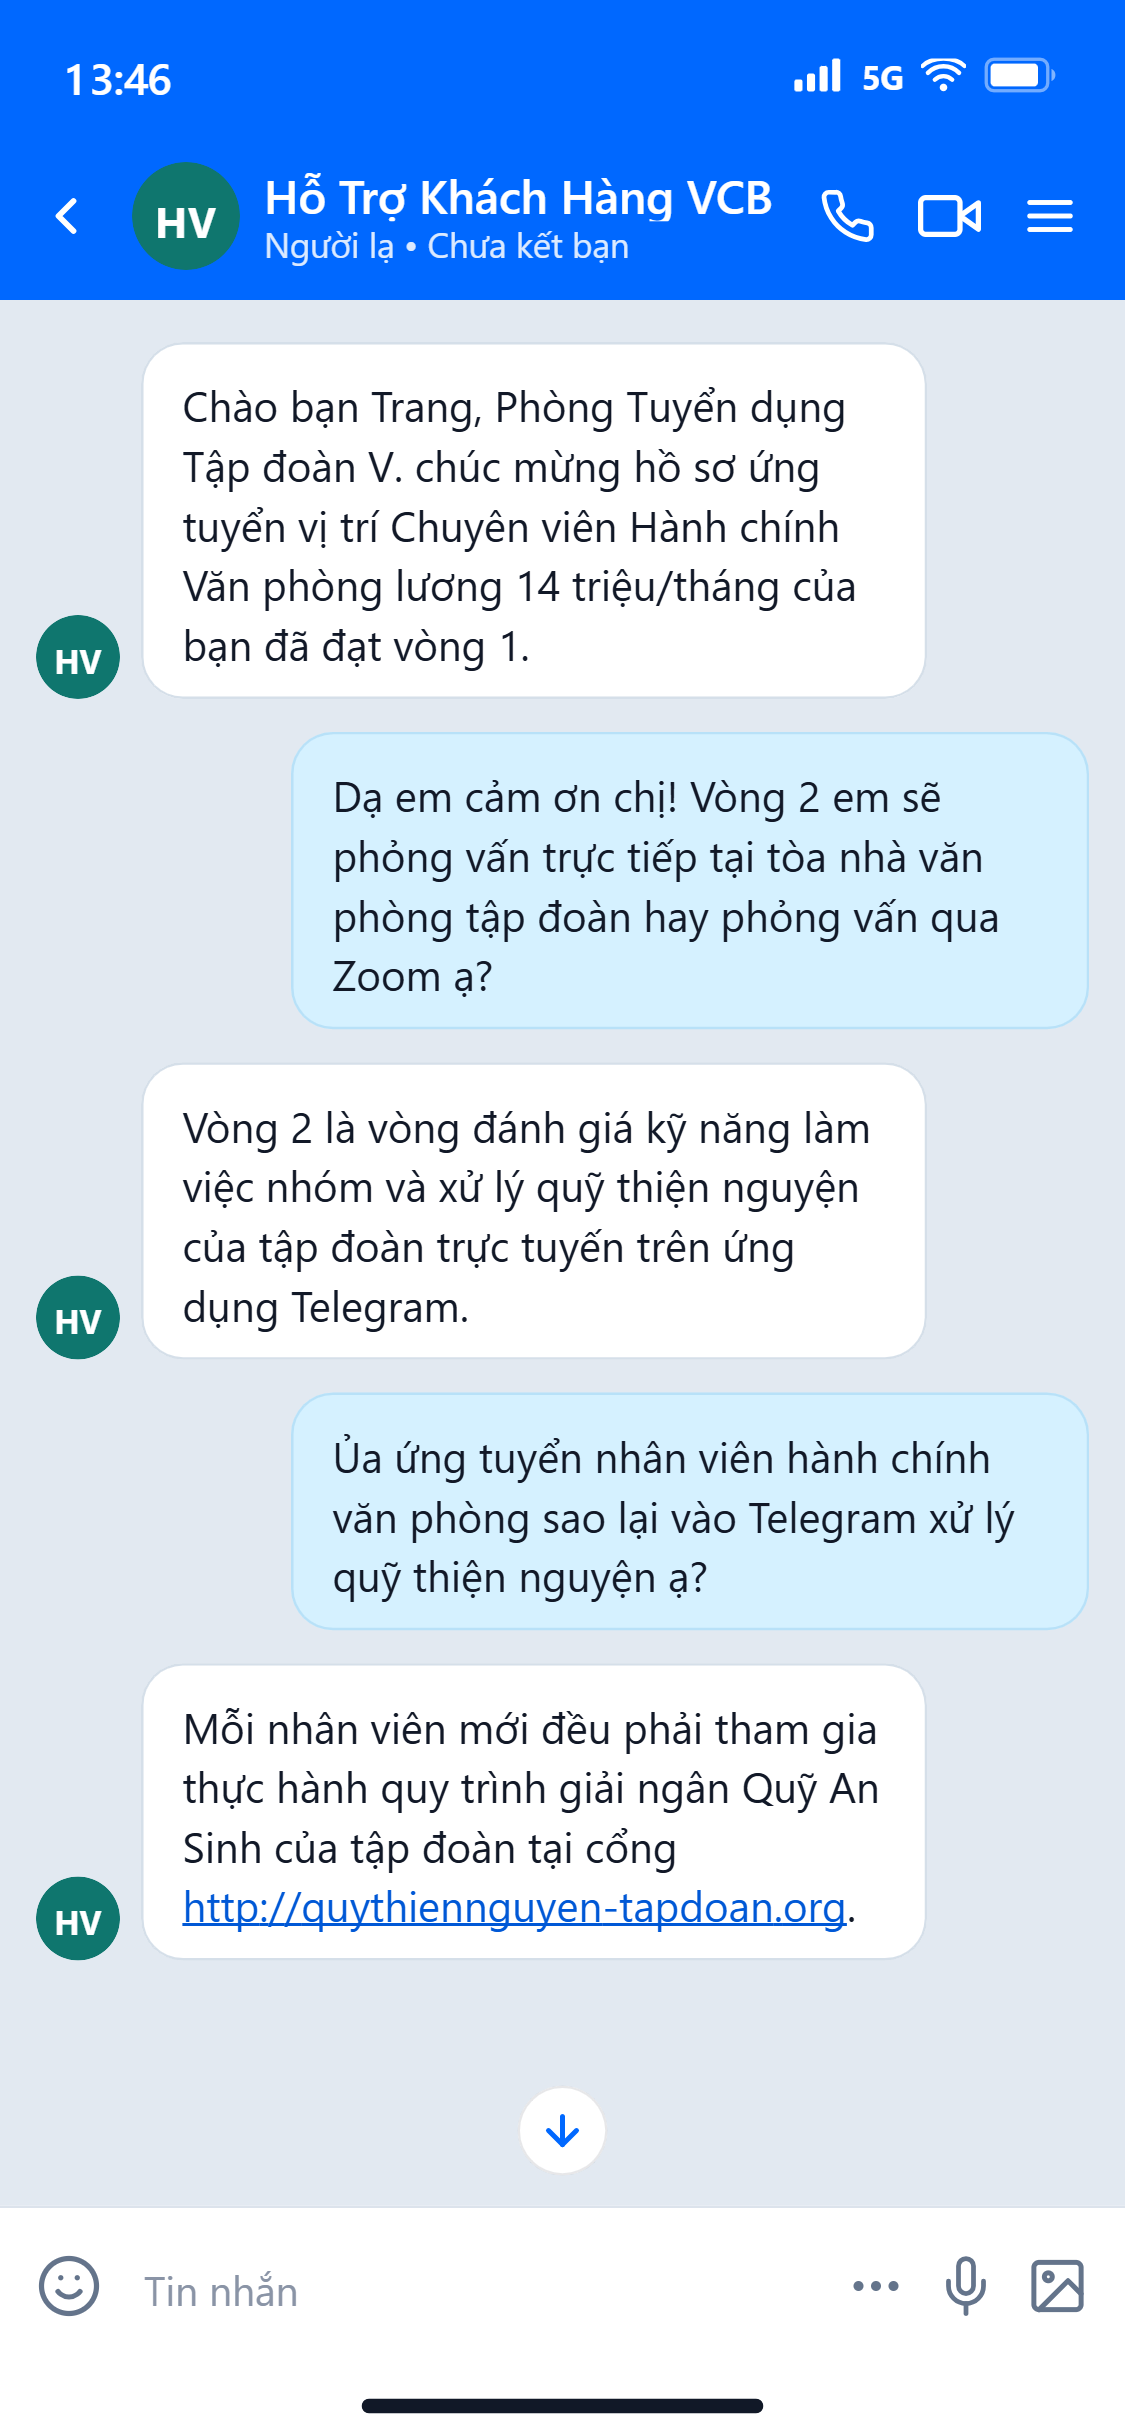 13:46
5G
HV
Hỗ Trợ Khách Hàng VCB
Người lạ • Chưa kết bạn
Chào bạn Trang, Phòng Tuyển dụng
Tập đoàn V. chúc mừng hồ sơ ứng
tuyển vị trí Chuyên viên Hành chính
Văn phòng lương 14 triệu/tháng của
bạn đã đạt vòng 1.
HV
Dạ em cảm ơn chị! Vòng 2 em sẽ
phỏng vấn trực tiếp tại tòa nhà văn
phòng tập đoàn hay phỏng vấn qua
Zoom ạ?
Vòng 2 là vòng đánh giá kỹ năng làm
việc nhóm và xử lý quỹ thiện nguyện
của tập đoàn trực tuyến trên ứng
dụng Telegram.
HV
Ủa ứng tuyển nhân viên hành chính
văn phòng sao lại vào Telegram xử lý
quỹ thiện nguyện ạ?
Mỗi nhân viên mới đều phải tham gia
thực hành quy trình giải ngân Quỹ An
Sinh của tập đoàn tại cổng
http://quythiennguyen-tapdoan.org.
HV
Tin nhắn